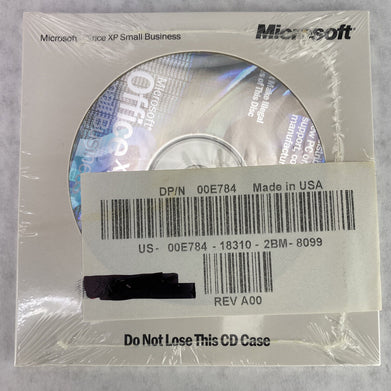 Microsoft Office XP Small Business
Microsoft
Microsoft
Office
DP/N 00E784 Made in USA
US- 00E784 - 18310 - 2BM- 8099
REV A00
Do Not Lose This CD Case